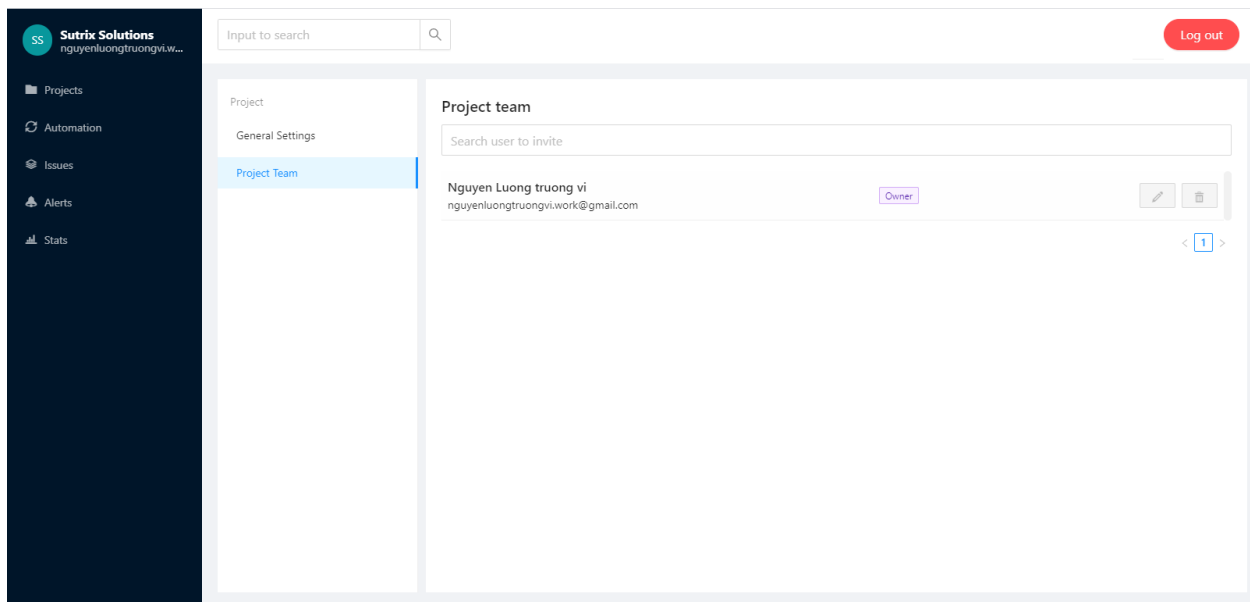 SS
Sutrix Solutions
nguyenluongtruongvi.w...
Projects
Automation
Issues
Alerts
Stats
Input to search
Log out
Project
General Settings
Project Team
Project team
Search user to invite
Nguyen Luong truong vi
nguyenluongtruongvi.work@gmail.com
Owner
< 1 >